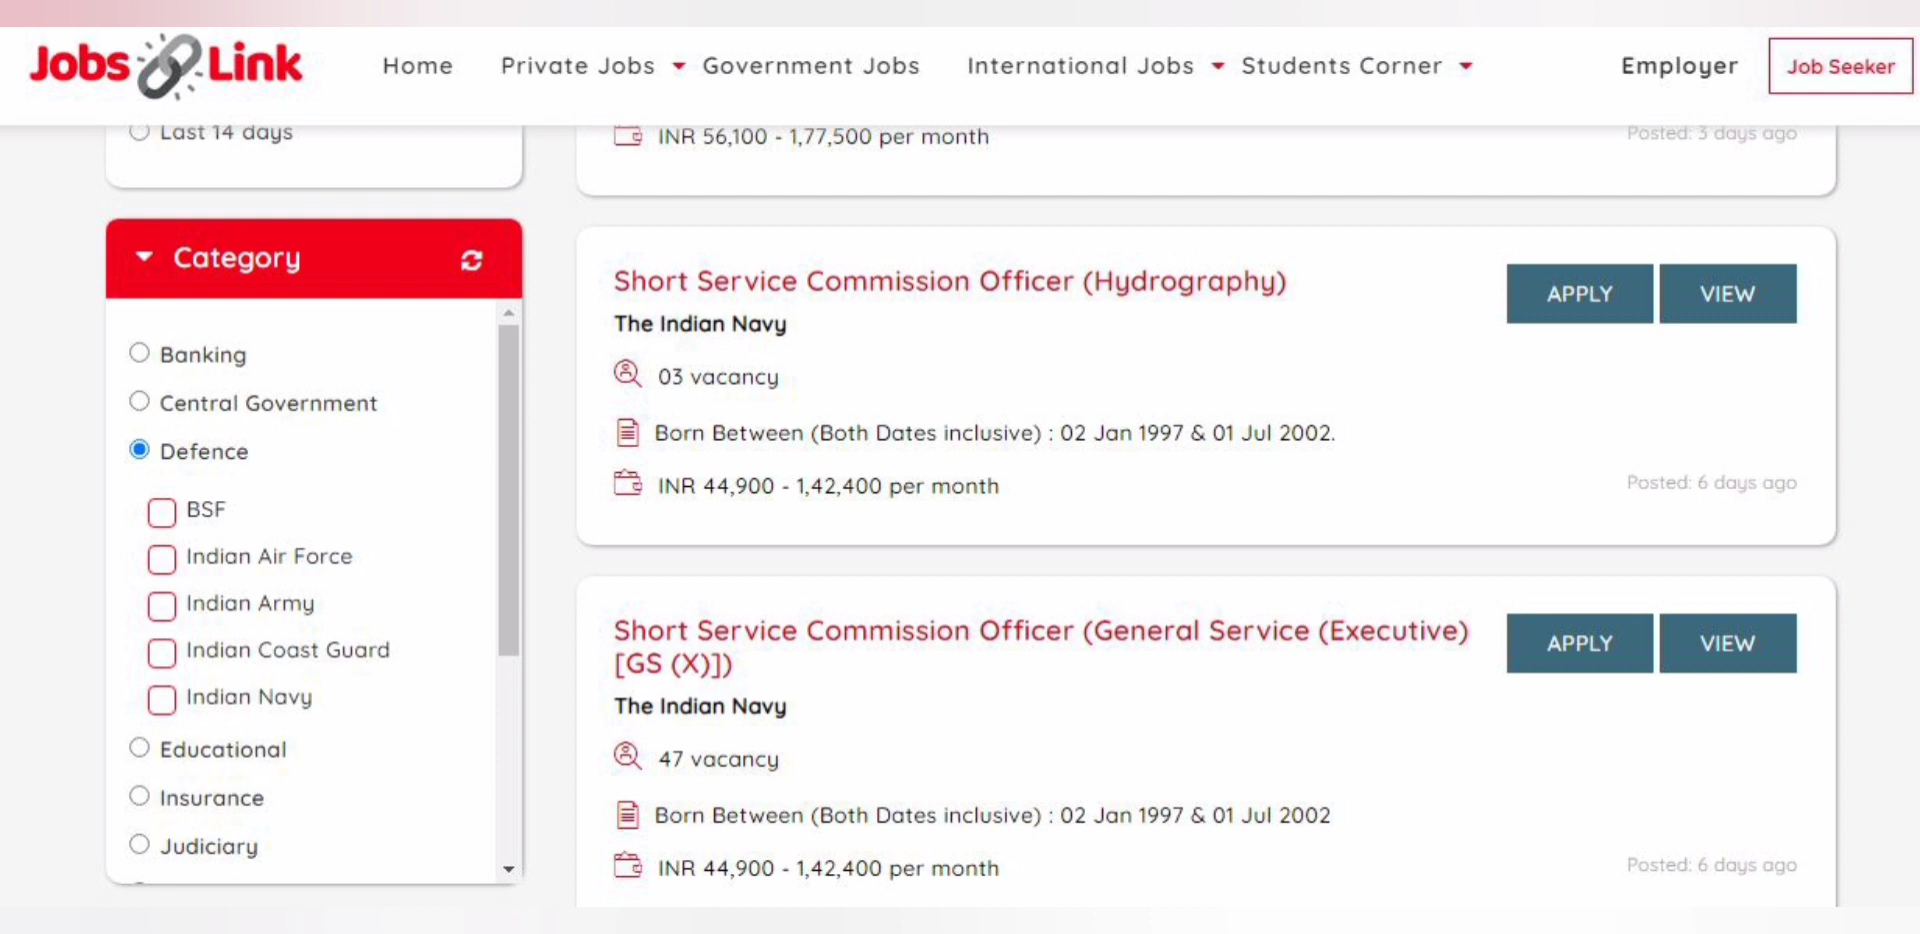 Jobs Link
Home Private Jobs Government Jobs International Jobs Students Corner Employer Job Seeker
Last 14 days
INR 56,100 - 1,77,500 per month
Posted: 3 days ago
Category
Banking
Central Government
Defence
BSF
Indian Air Force
Indian Army
Indian Coast Guard
Indian Navy
Educational
Insurance
Judiciary
Short Service Commission Officer (Hydrography)
APPLY VIEW
The Indian Navy
03 vacancy
Born Between (Both Dates inclusive) : 02 Jan 1997 & 01 Jul 2002.
INR 44,900 - 1,42,400 per month
Posted: 6 days ago
Short Service Commission Officer (General Service (Executive)
[GS (X)])
APPLY VIEW
The Indian Navy
47 vacancy
Born Between (Both Dates inclusive) : 02 Jan 1997 & 01 Jul 2002
INR 44,900 - 1,42,400 per month
Posted: 6 days ago